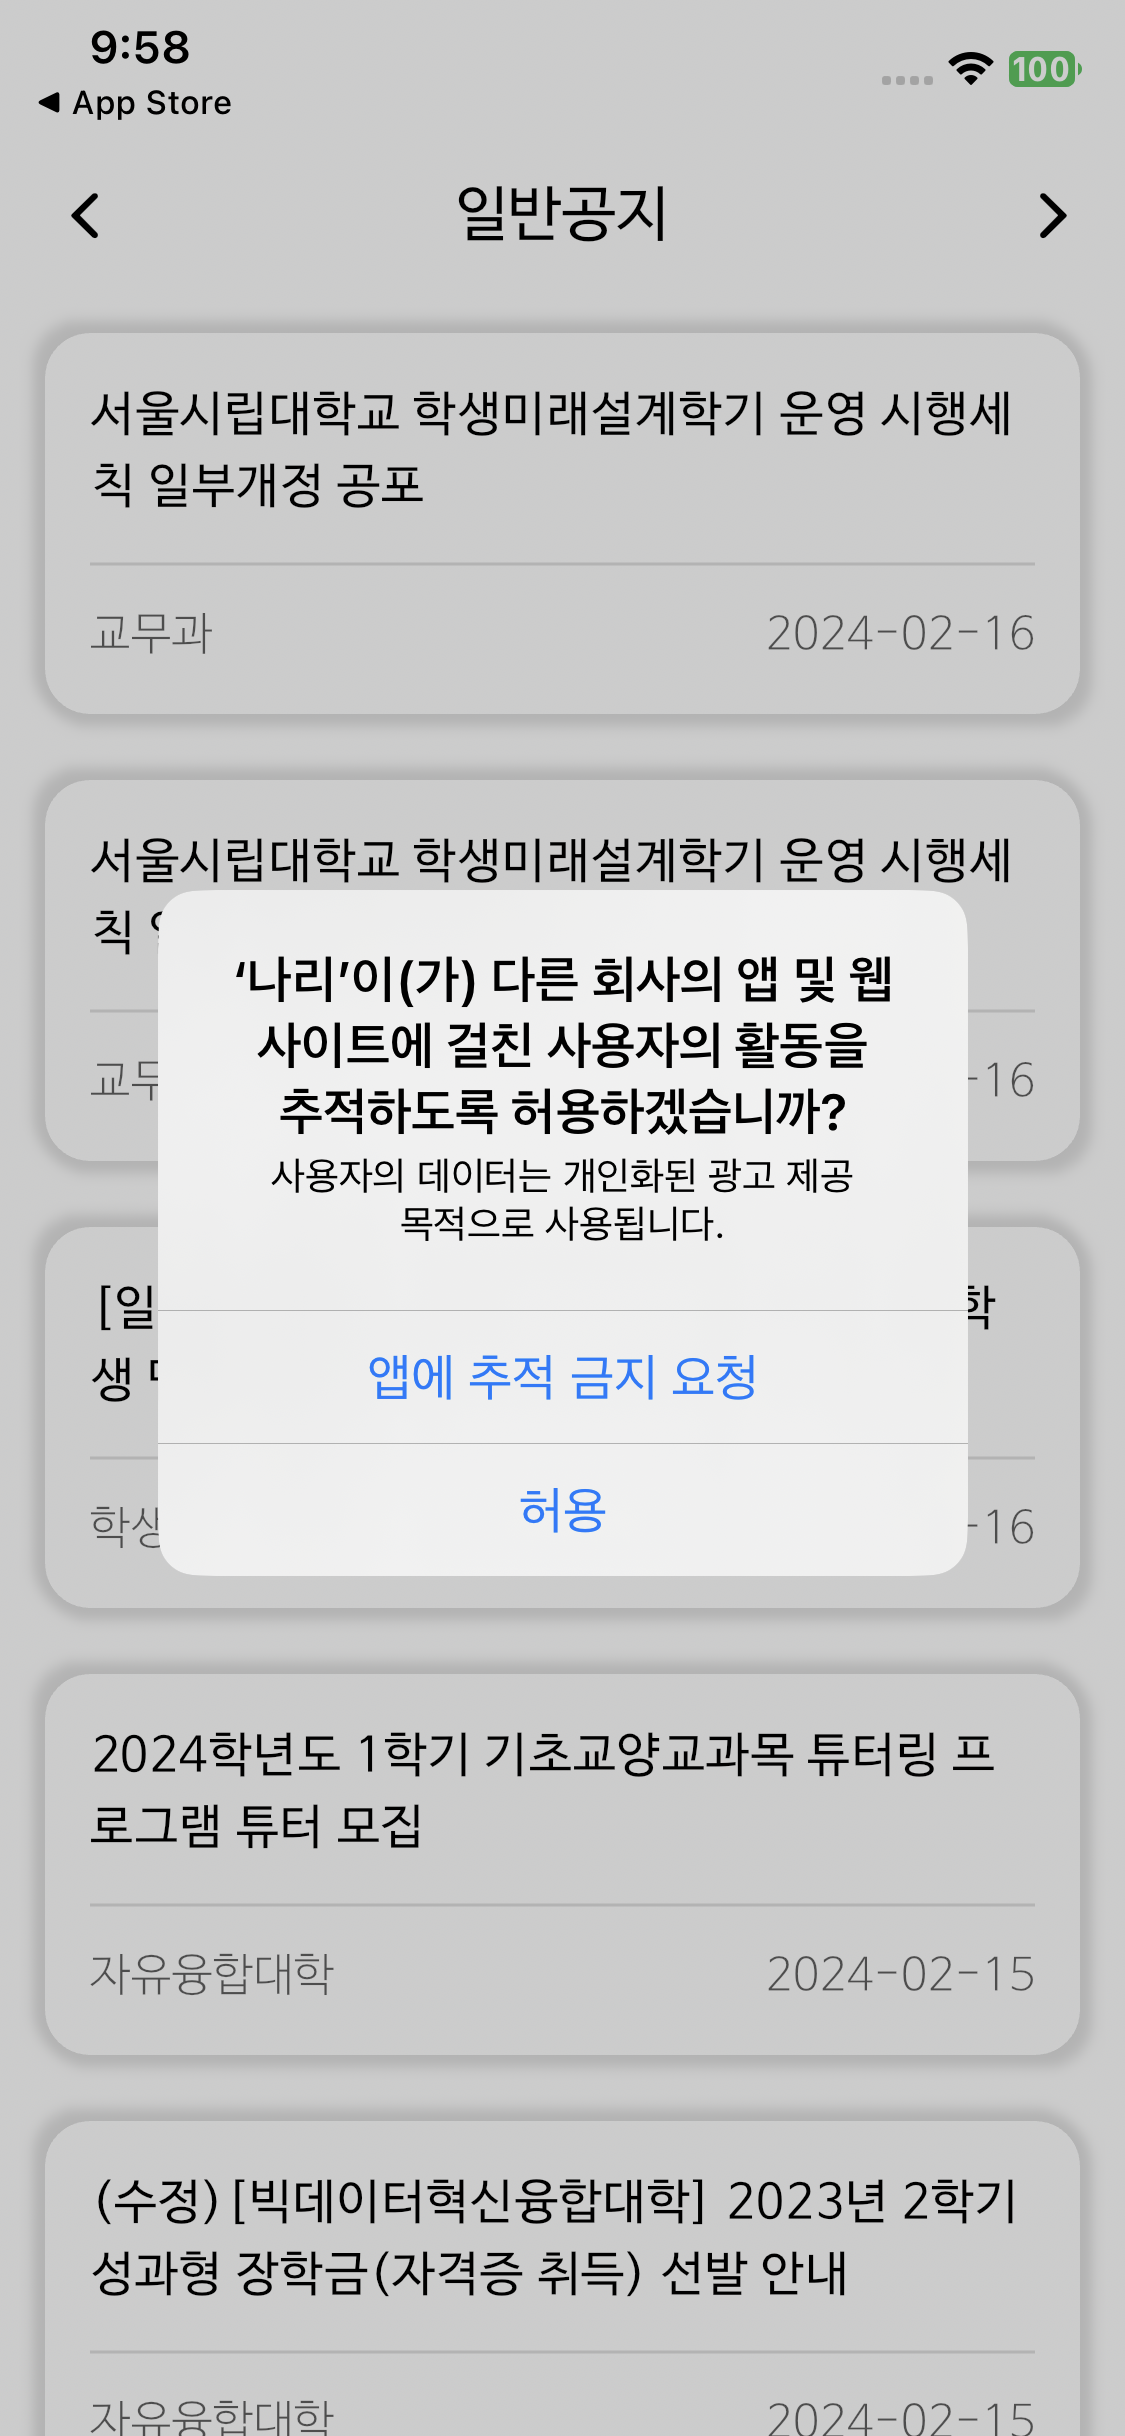 9:58
100
◀ App Store
일반공지
서울시립대학교 학생미래설계학기 운영 시행세
칙 일부개정 공포
교무과 2024-02-16
서울시립대학교 학생미래설계학기 운영 시행세
칙
-16
‘나리’이(가) 다른 회사의 앱 및 웹
사이트에 걸친 사용자의 활동을
추적하도록 허용하겠습니까?
사용자의 데이터는 개인화된 광고 제공
목적으로 사용됩니다.
앱에 추적 금지 요청
허용
[일 학
생
학생 -16
2024학년도 1학기 기초교양교과목 튜터링 프
로그램 튜터 모집
자유융합대학 2024-02-15
(수정) [빅데이터혁신융합대학] 2023년 2학기
성과형 장학금(자격증 취득) 선발 안내
자유융합대학 2024-02-15